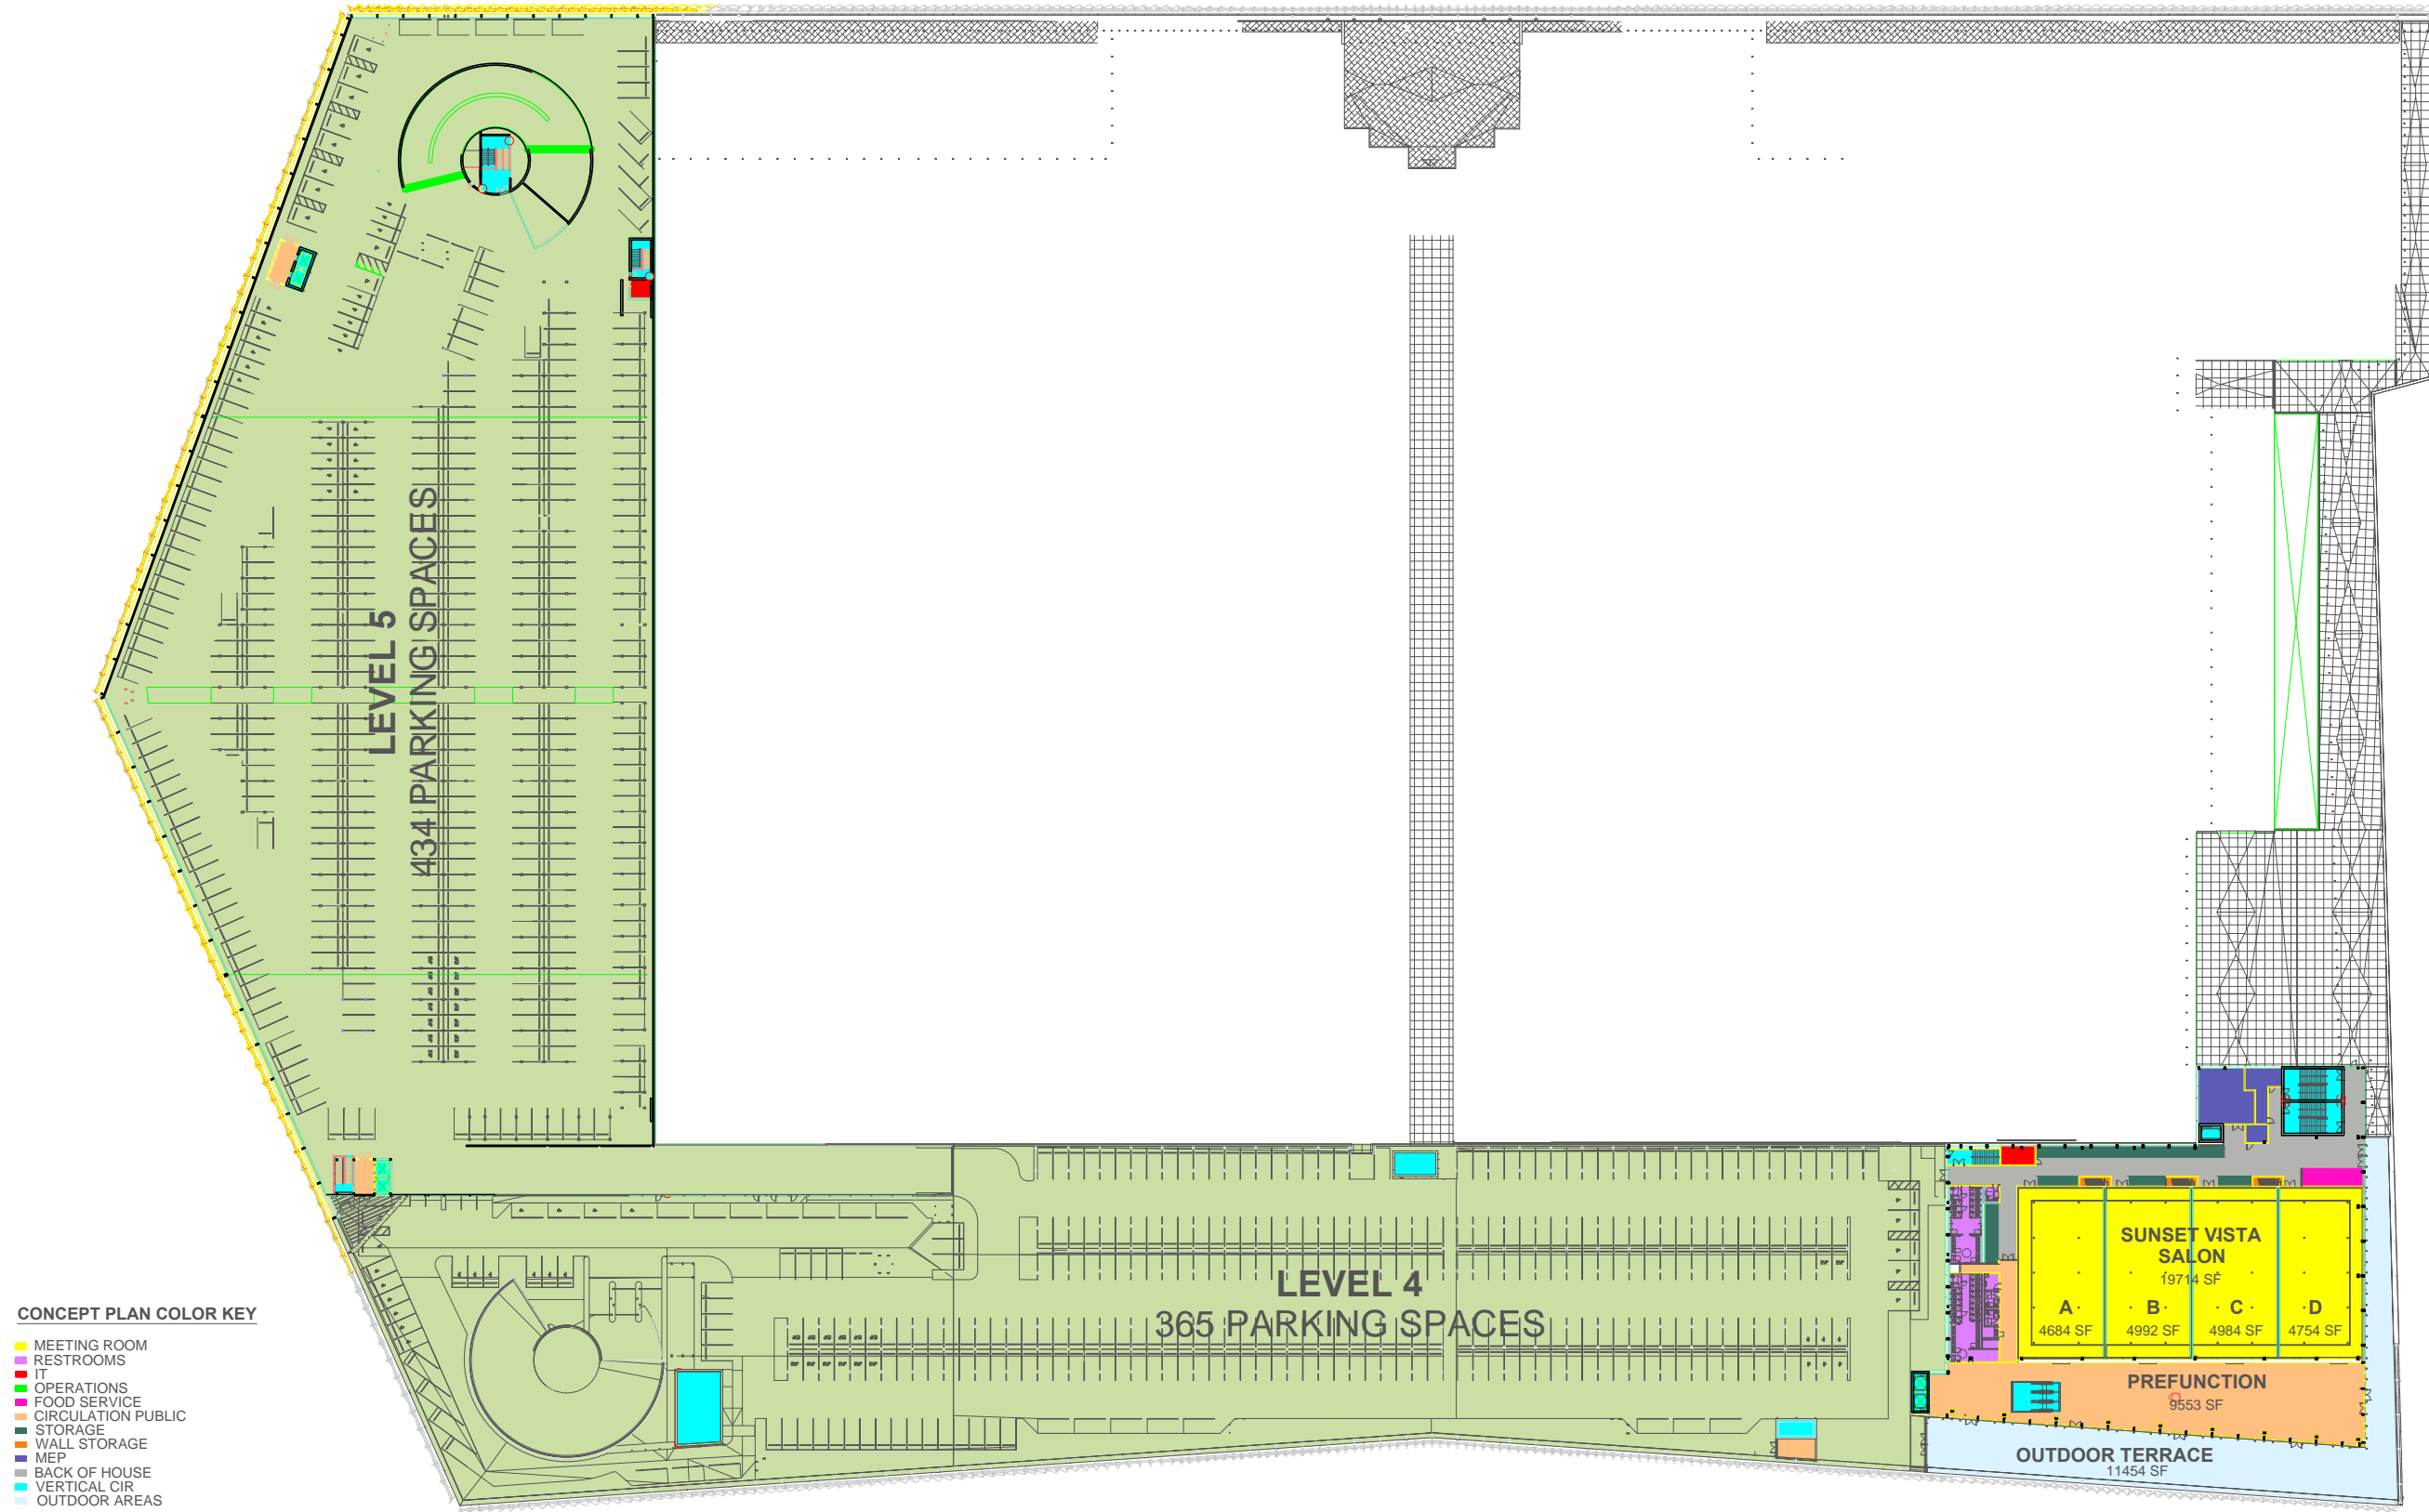 LEVEL 5
434 PARKING SPACES
LEVEL 4
365 PARKING SPACES
SUNSET VISTA
SALON
19714 SF
A
B
C
D
4684 SF
4992 SF
4984 SF
4754 SF
PREFUNCTION
9553 SF
OUTDOOR TERRACE
11454 SF
CONCEPT PLAN COLOR KEY
MEETING ROOM
RESTROOMS
IT
OPERATIONS
FOOD SERVICE
CIRCULATION PUBLIC
STORAGE
WALL STORAGE
MEP
BACK OF HOUSE
VERTICAL CIR
OUTDOOR AREAS